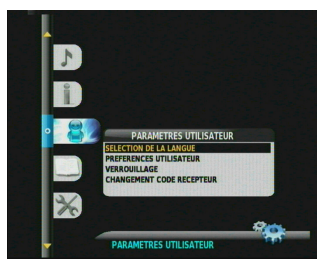 PARAMETRES UTILISATEUR
SELECTION DE LA LANGUE
PREFERENCES UTILISATEUR
VERROUILLAGE
CHANGEMENT CODE RECEPTEUR
PARAMETRES UTILISATEUR